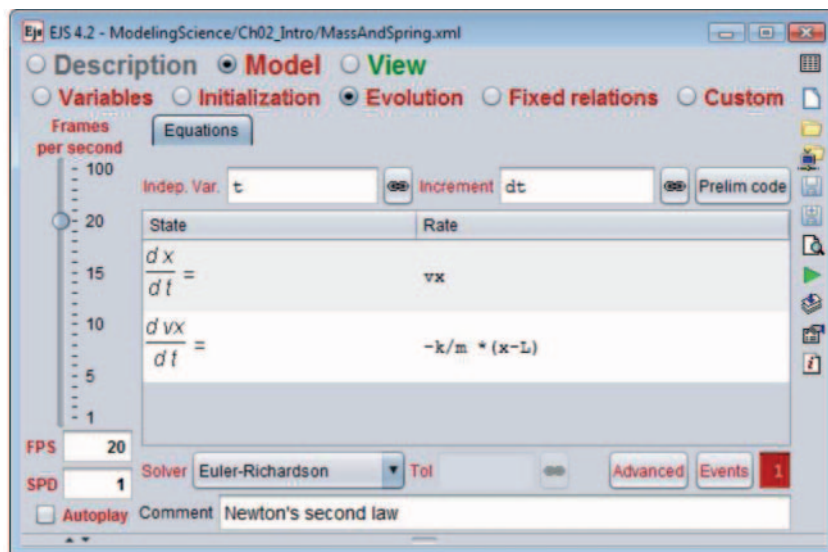 EJS 4.2 - ModelingScience/Ch02_Intro/MassAndSpring.xml
Description Model View
Variables Initialization Evolution Fixed relations Custom
Frames per second
Equations
100
20
15
10
5
1
Indep. Var. t Increment dt Prelim code
State Rate
d x
d t = vx
d vx
d t = -k/m *(x-L)
FPS 20
SPD 1
Autoplay
Solver Euler-Richardson Tol Advanced Events 1
Comment Newton's second law